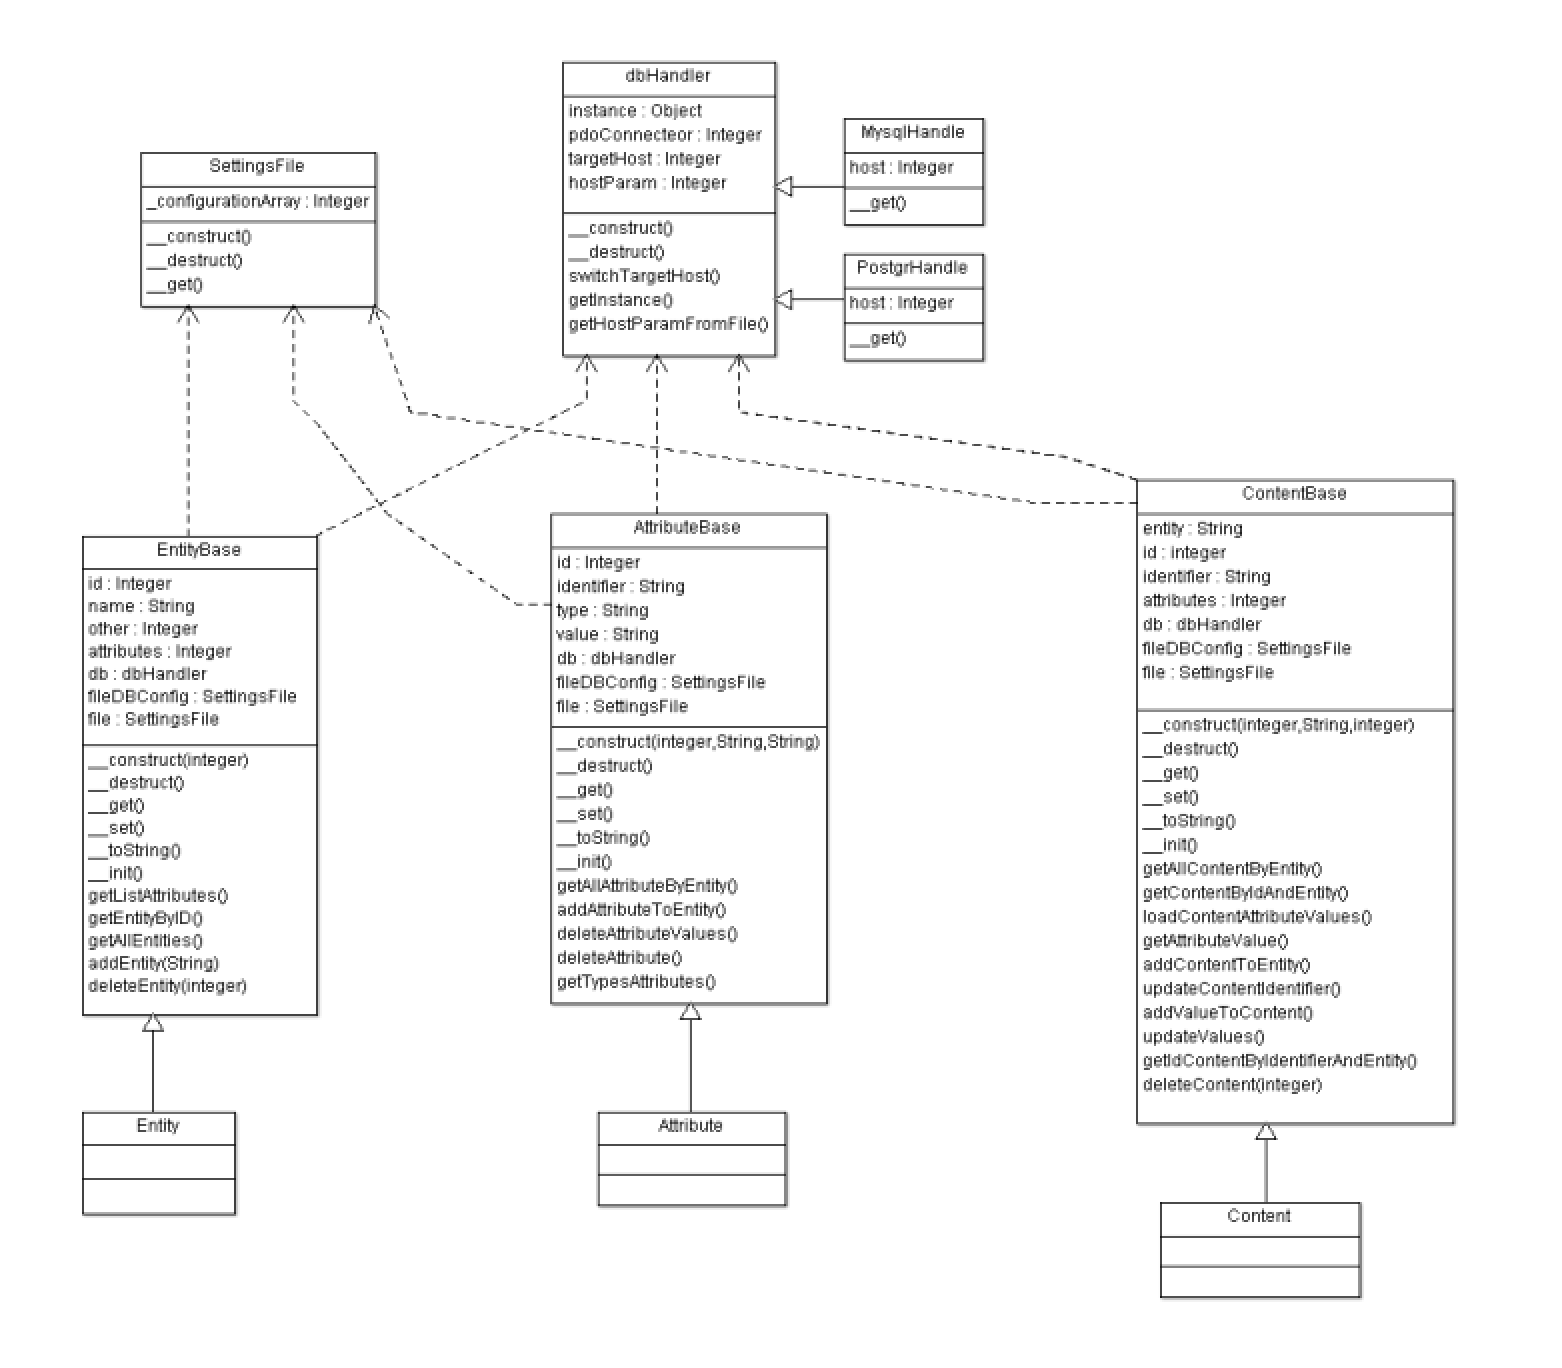 dbHandler
instance : Object
pdoConnecteor : Integer
targetHost : Integer
hostParam : Integer
__construct()
__destruct()
switchTargetHost()
getInstance()
getHostParamFromFile()
MysqlHandle
host : Integer
__get()
PostgrHandle
host : Integer
__get()
SettingsFile
_configurationArray : Integer
__construct()
__destruct()
__get()
EntityBase
id : Integer
name : String
other : Integer
attributes : Integer
db : dbHandler
fileDBConfig : SettingsFile
file : SettingsFile
__construct(integer)
__destruct()
__get()
__set()
__toString()
__init()
getListAttributes()
getEntityByID()
getAllEntities()
addEntity(String)
deleteEntity(integer)
AttributeBase
id : Integer
identifier : String
type : String
value : String
db : dbHandler
fileDBConfig : SettingsFile
file : SettingsFile
__construct(integer,String,String)
__destruct()
__get()
__set()
__toString()
__init()
getAllAttributeByEntity()
addAttributeToEntity()
deleteAttributeValues()
deleteAttribute()
getTypesAttributes()
ContentBase
entity : String
id : integer
identifier : String
attributes : Integer
db : dbHandler
fileDBConfig : SettingsFile
file : SettingsFile
__construct(integer,String,integer)
__destruct()
__get()
__set()
__toString()
__init()
getAllContentByEntity()
getContentByIdAndEntity()
loadContentAttributeValues()
getAttributeValue()
addContentToEntity()
updateContentIdentifier()
addValueToContent()
updateValues()
getIdContentByIdentifierAndEntity()
deleteContent(integer)
Entity
Attribute
Content